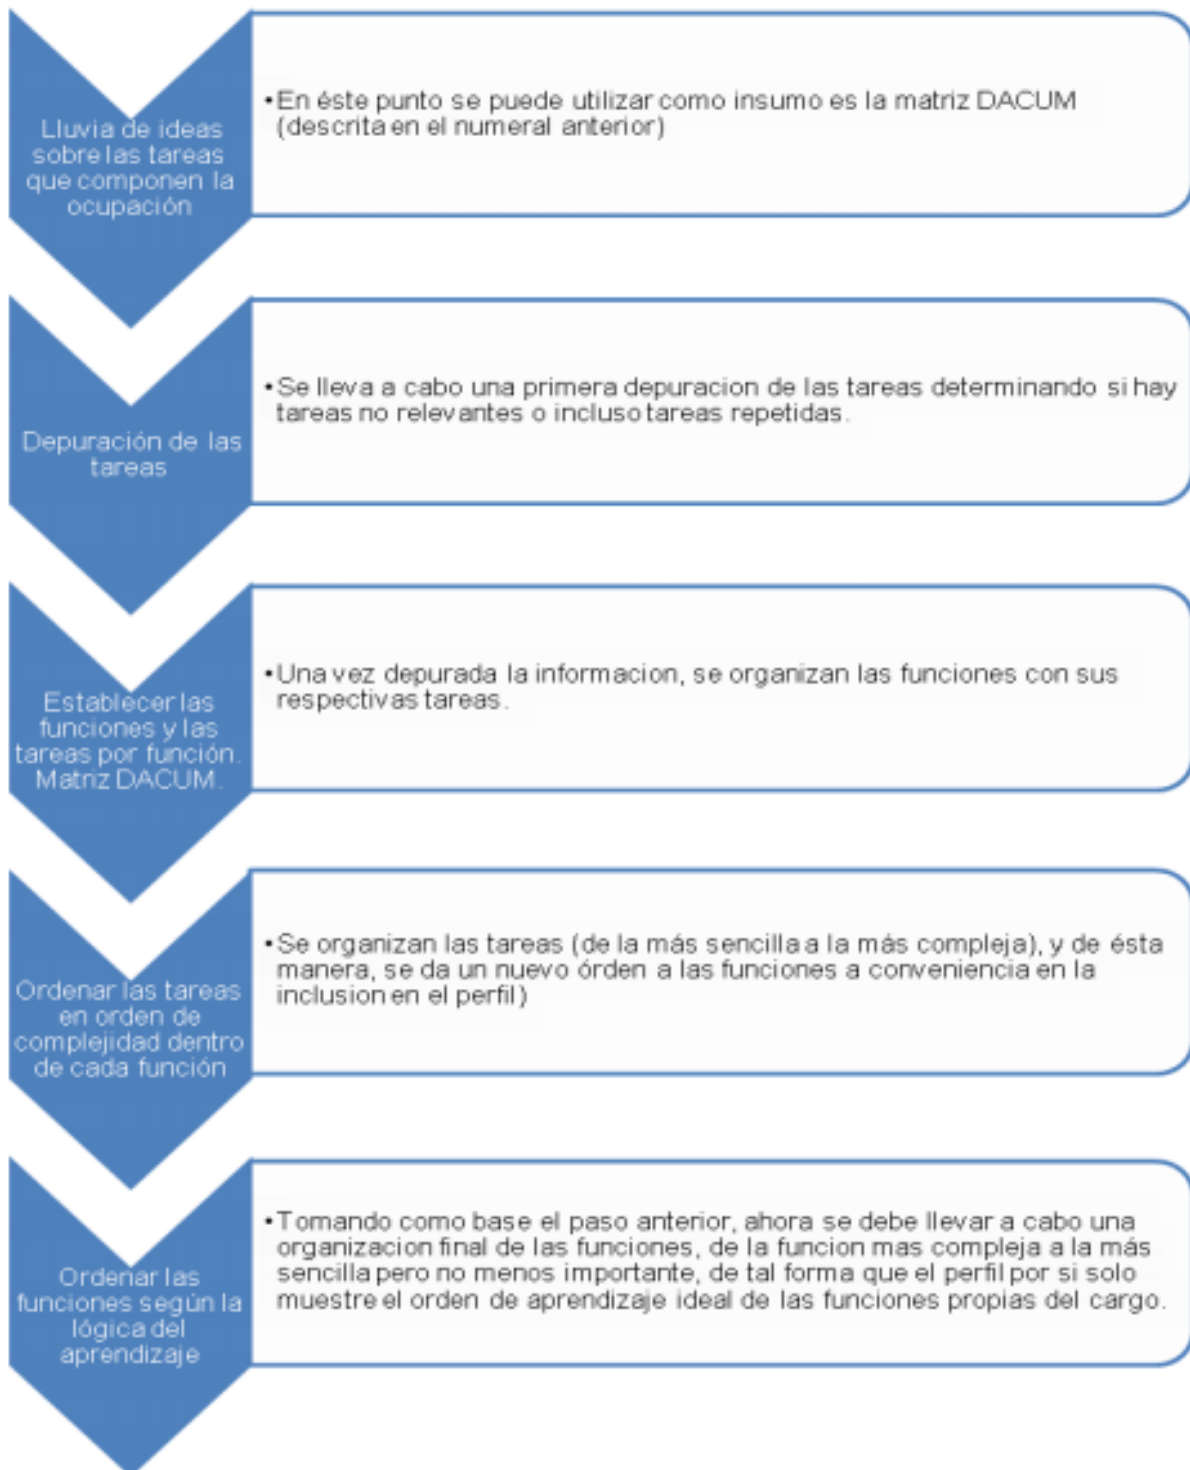 Lluvia de ideas
sobre las tareas
que componen la
ocupación
•En éste punto se puede utilizar como insumo es la matriz DACUM
(descrita en el numeral anterior)
Depuración de las
tareas
•Se lleva a cabo una primera depuracion de las tareas determinando si hay
tareas no relevantes o incluso tareas repetidas.
Establecer las
funciones y las
tareas por función.
Matriz DACUM.
•Una vez depurada la informacion, se organizan las funciones con sus
respectivas tareas.
Ordenar las tareas
en orden de
complejidad dentro
de cada función
•Se organizan las tareas (de la más sencilla a la más compleja), y de ésta
manera, se da un nuevo órden a las funciones a conveniencia en la
inclusion en el perfil)
Ordenar las
funciones según la
lógica del
aprendizaje
•Tomando como base el paso anterior, ahora se debe llevar a cabo una
organizacion final de las funciones, de la funcion mas compleja a la más
sencilla pero no menos importante, de tal forma que el perfil por si solo
muestre el orden de aprendizaje ideal de las funciones propias del cargo.